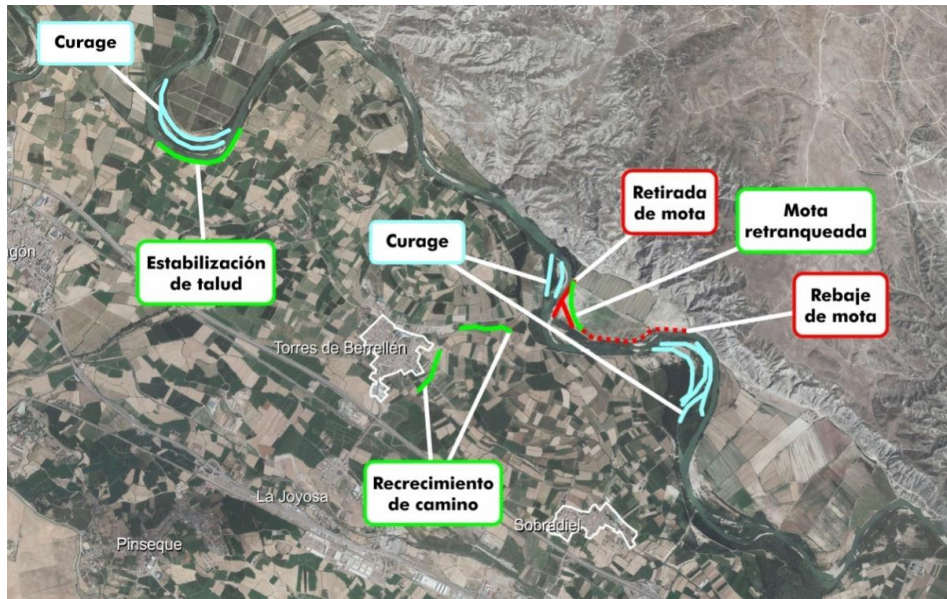 Curage
Retirada
de mota
Mota
retranqueada
Curage
Estabilización
de talud
gón
Rebaje
de mota
Torres de Berrellén
Recrecimiento
de camino
La Joyosa
Sobradiel
Pinseque